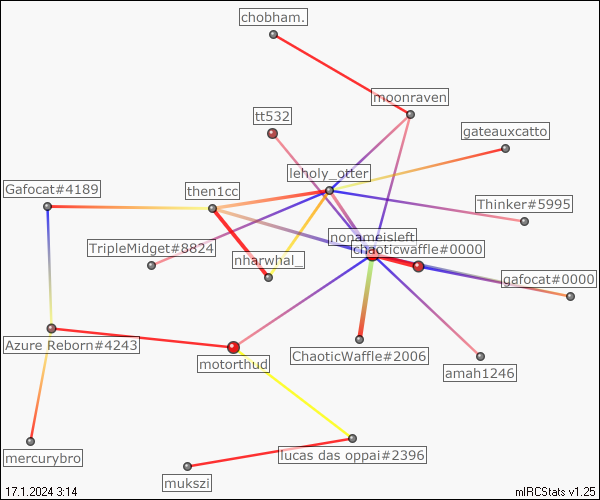 chobham.
moonraven
tt532
gateauxcatto
leholy_otter
Gafocat#4189
then1cc
Thinker#5995
nonameisleft
TripleMidget#8824
chaoticwaffle#0000
nharwhal_
gafocat#0000
Azure Reborn#4243
ChaoticWaffle#2006
motorthud
amah1246
mercurybro
lucas das oppai#2396
mukszi
17.1.2024 3:14
mIRCStats v1.25